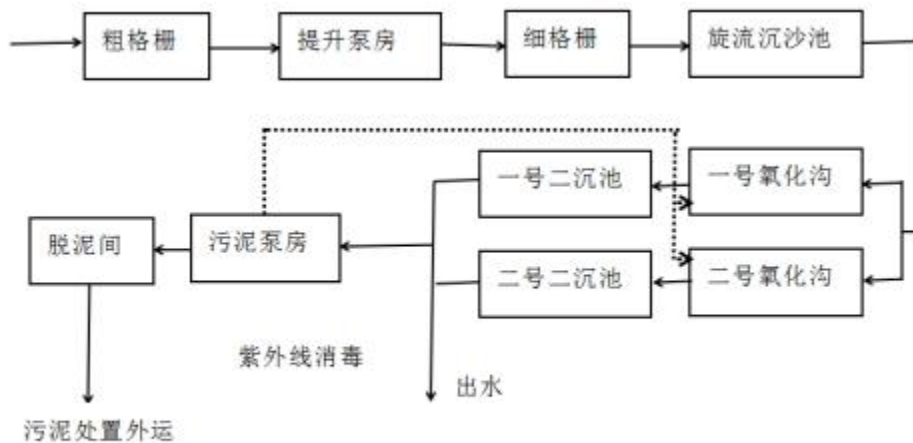 粗格栅
提升泵房
细格栅
旋流沉沙池
一号二沉池
一号氧化沟
脱泥间
污泥泵房
二号二沉池
二号氧化沟
紫外线消毒
出水
污泥处置外运